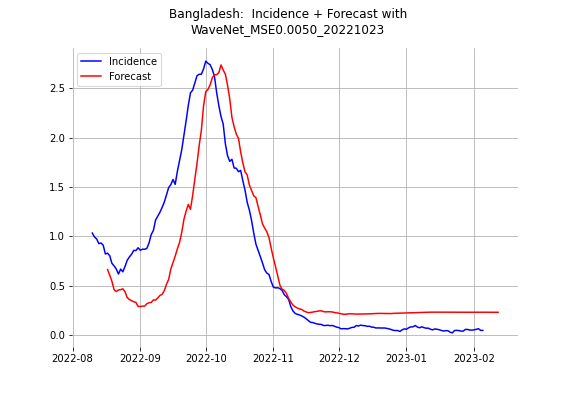 Bangladesh:  Incidence + Forecast with
WaveNet_MSE0.0050_20221023
Incidence
Forecast
2.5
2.0
1.5
1.0
0.5
0.0
2022-08 2022-09 2022-10 2022-11 2022-12 2023-01 2023-02